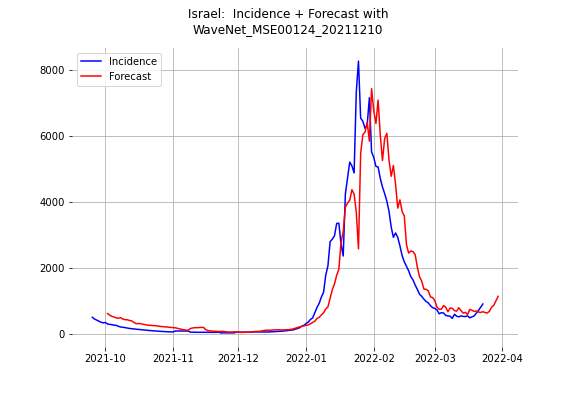 Israel:  Incidence + Forecast with
WaveNet_MSE00124_20211210
Incidence
Forecast
8000
6000
4000
2000
0
2021-10 2021-11 2021-12 2022-01 2022-02 2022-03 2022-04